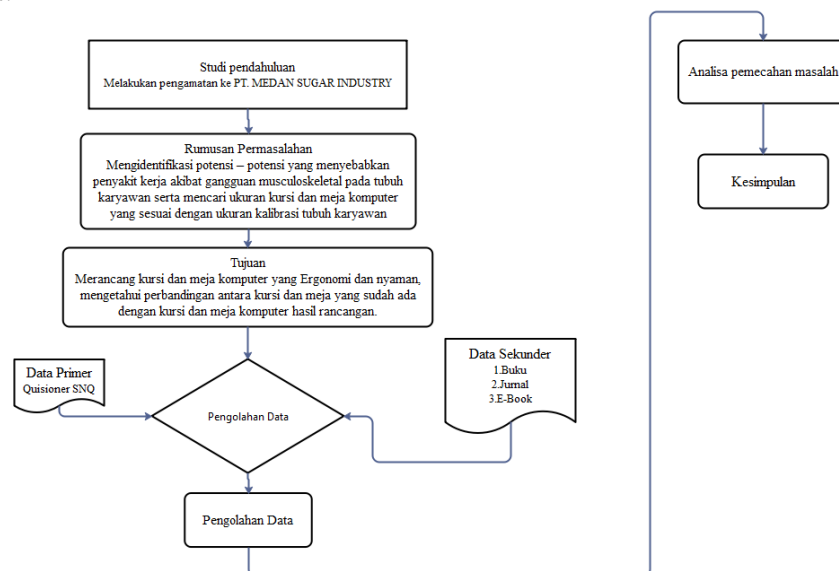 Studi pendahuluan
Melakukan pengamatan ke PT. MEDAN SUGAR INDUSTRY
Rumusan Permasalahan
Mengidentifikasi potensi – potensi yang menyebabkan
penyakit kerja akibat gangguan musculoskeletal pada tubuh
karyawan serta mencari ukuran kursi dan meja komputer
yang sesuai dengan ukuran kalibrasi tubuh karyawan
Tujuan
Merancang kursi dan meja komputer yang Ergonomi dan nyaman,
mengetahui perbandingan antara kursi dan meja yang sudah ada
dengan kursi dan meja komputer hasil rancangan.
Data Primer
Quisioner SNQ
Data Sekunder
1.Buku
2.Jurnal
3.E-Book
Pengolahan Data
Pengolahan Data
Analisa pemecahan masalah
Kesimpulan